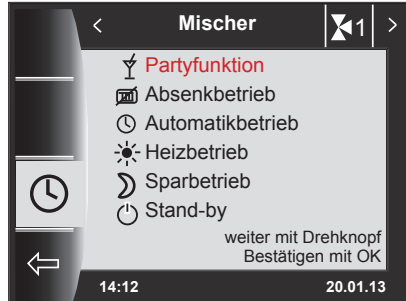 < Mischer 1 >
Partyfunktion
Absenkbetrieb
Automatikbetrieb
Heizbetrieb
Sparbetrieb
Stand-by
weiter mit Drehknopf
Bestätigen mit OK
14:12 20.01.13